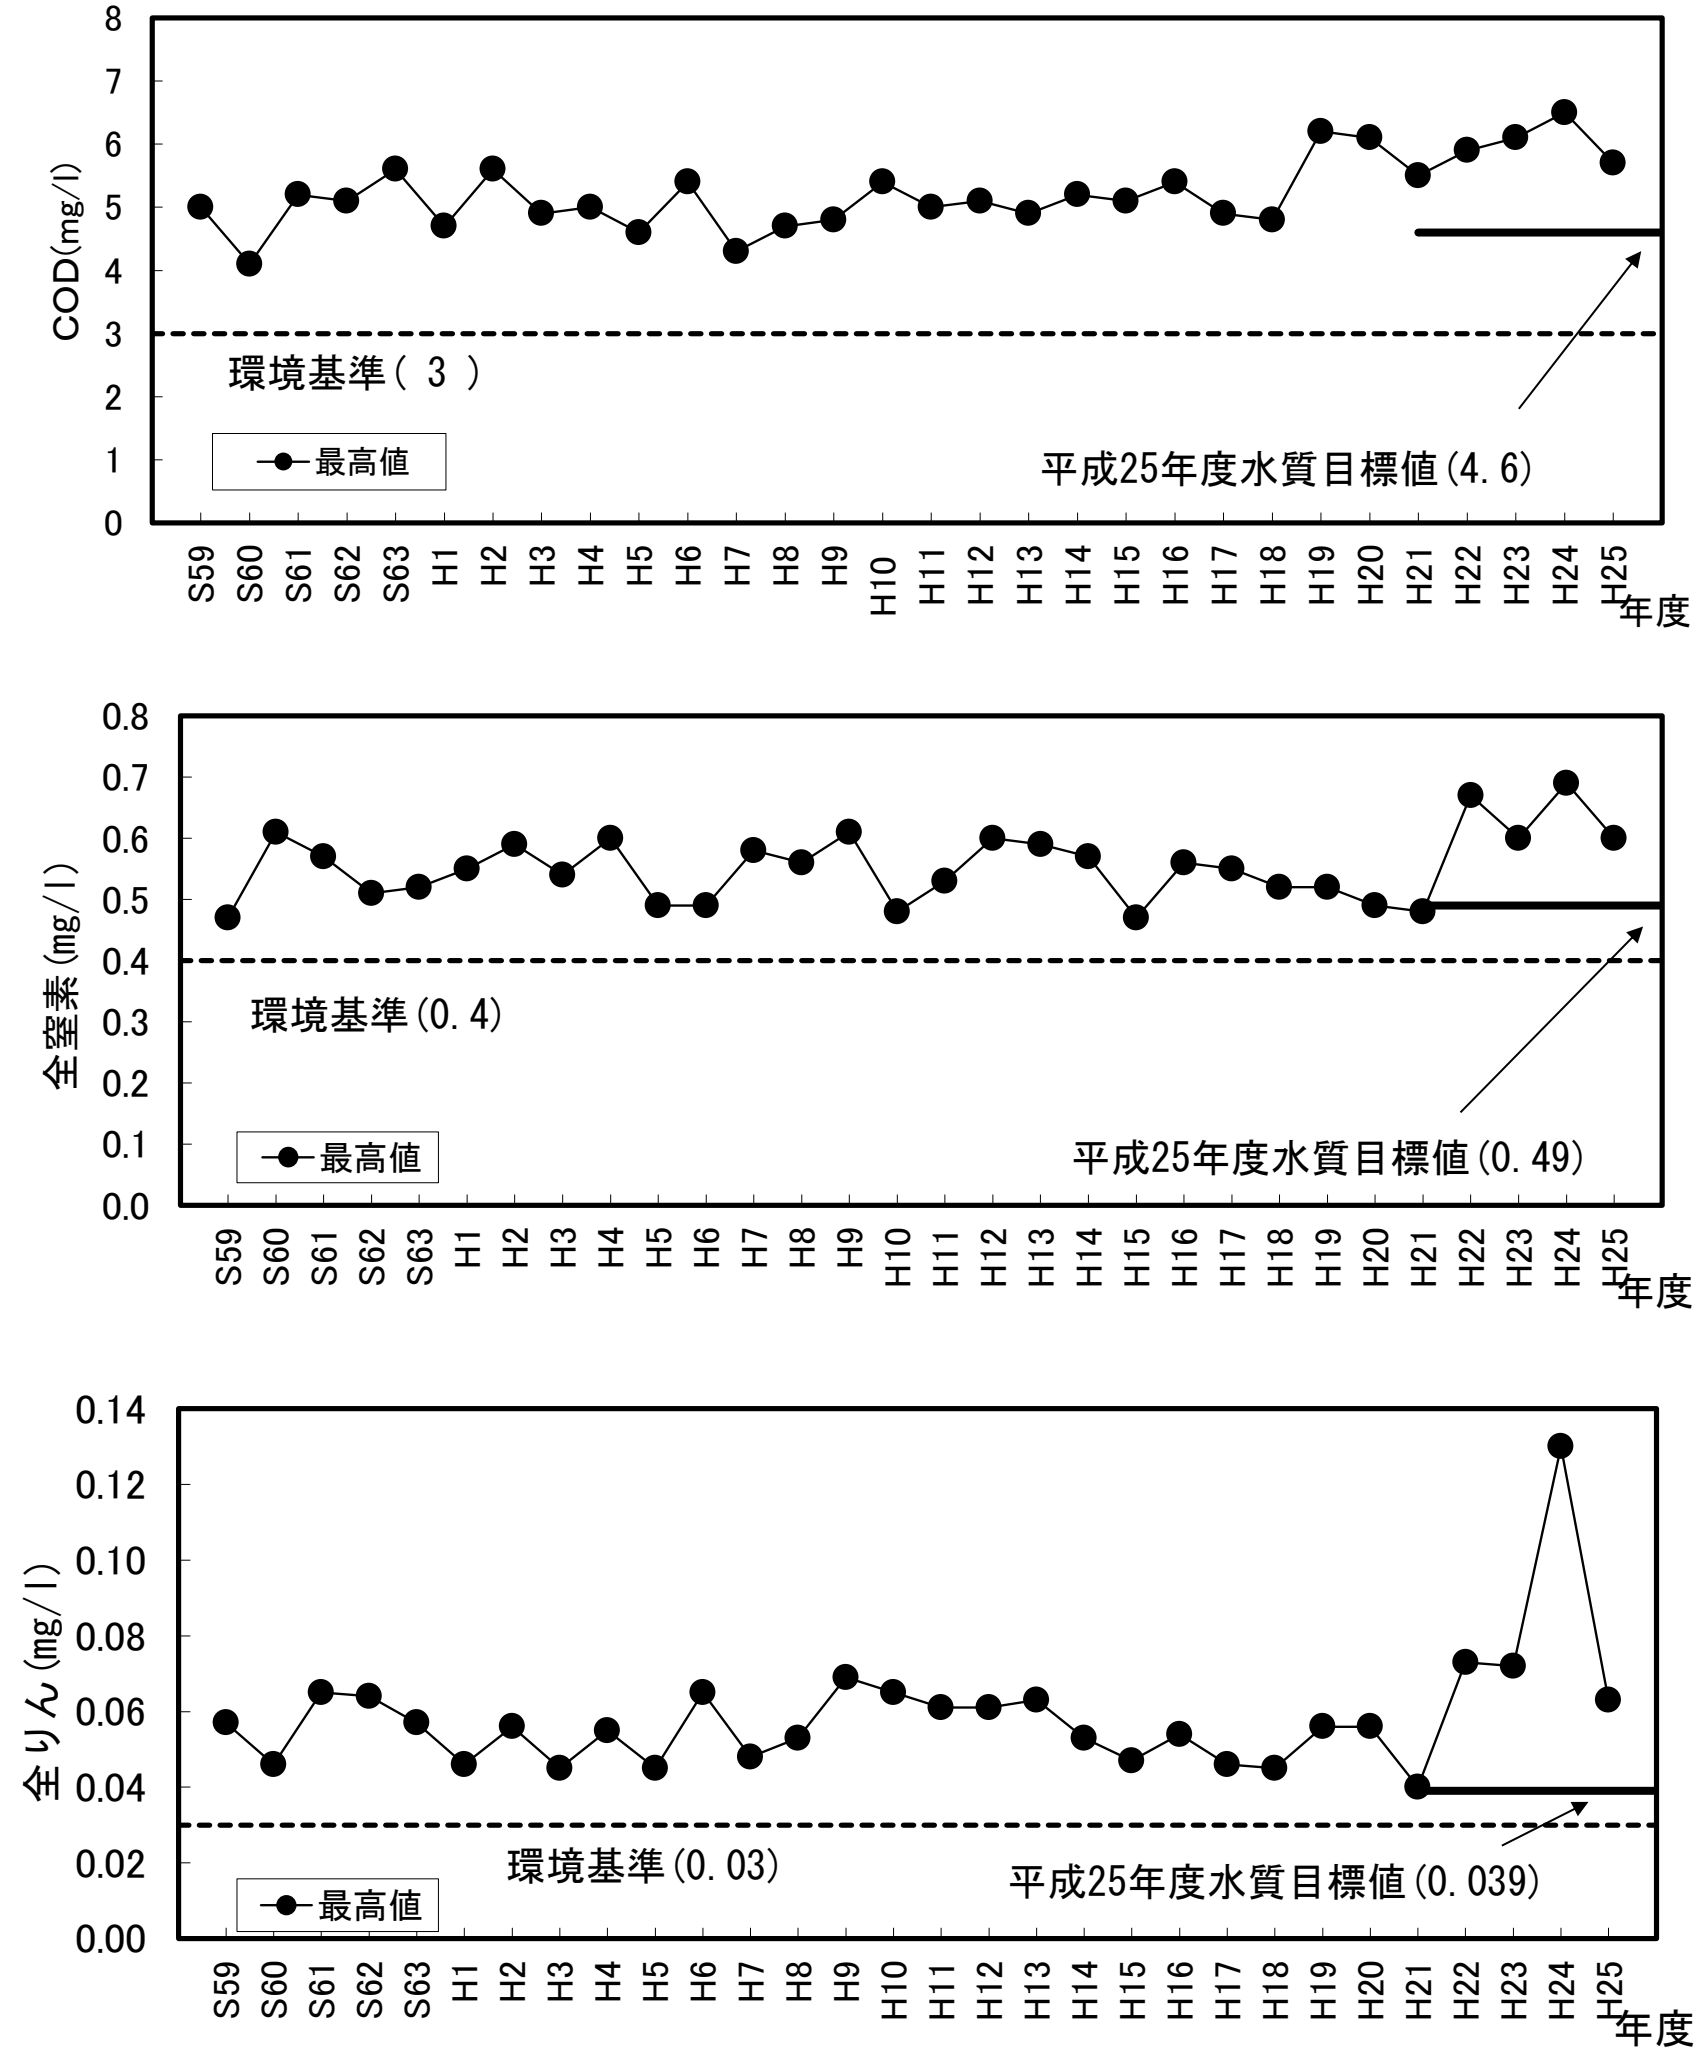 8
7
6
5
4
3
2
1
0
COD(mg/l)
環境基準( 3 )
最高値
平成25年度水質目標値(4.6)
S59 S60 S61 S62 S63 H1 H2 H3 H4 H5 H6 H7 H8 H9 H10 H11 H12 H13 H14 H15 H16 H17 H18 H19 H20 H21 H22 H23 H24 H25
年度
0.8
0.7
0.6
0.5
0.4
0.3
0.2
0.1
0.0
全窒素(mg/l)
環境基準(0.4)
最高値
平成25年度水質目標値(0.49)
S59 S60 S61 S62 S63 H1 H2 H3 H4 H5 H6 H7 H8 H9 H10 H11 H12 H13 H14 H15 H16 H17 H18 H19 H20 H21 H22 H23 H24 H25
年度
0.14
0.12
0.10
0.08
0.06
0.04
0.02
0.00
全りん(mg/l)
環境基準(0.03)
平成25年度水質目標値(0.039)
最高値
S59 S60 S61 S62 S63 H1 H2 H3 H4 H5 H6 H7 H8 H9 H10 H11 H12 H13 H14 H15 H16 H17 H18 H19 H20 H21 H22 H23 H24 H25
年度